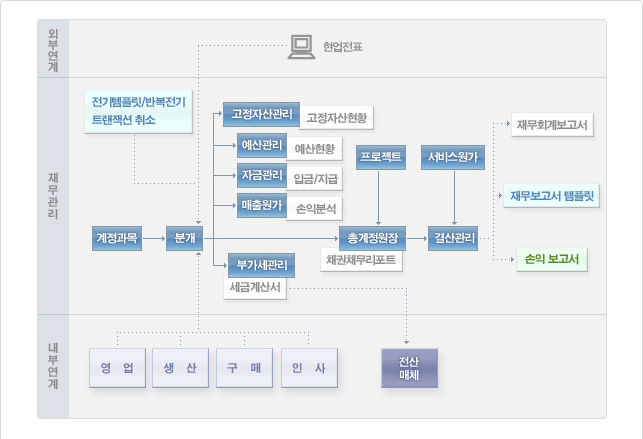 외부연계
현업전표
재무관리
전기템플릿/반복전기
트랜잭션 취소
고정자산관리
고정자산현황
예산관리
예산현황
자금관리
입금/지급
매출원가
손익분석
프로젝트
서비스원가
재무회계보고서
재무보고서 템플릿
손익 보고서
계정과목
분개
총계정원장
결산관리
채권채무리포트
부가세관리
세금계산서
내부연계
영 업
생 산
구 매
인 사
전산
매체